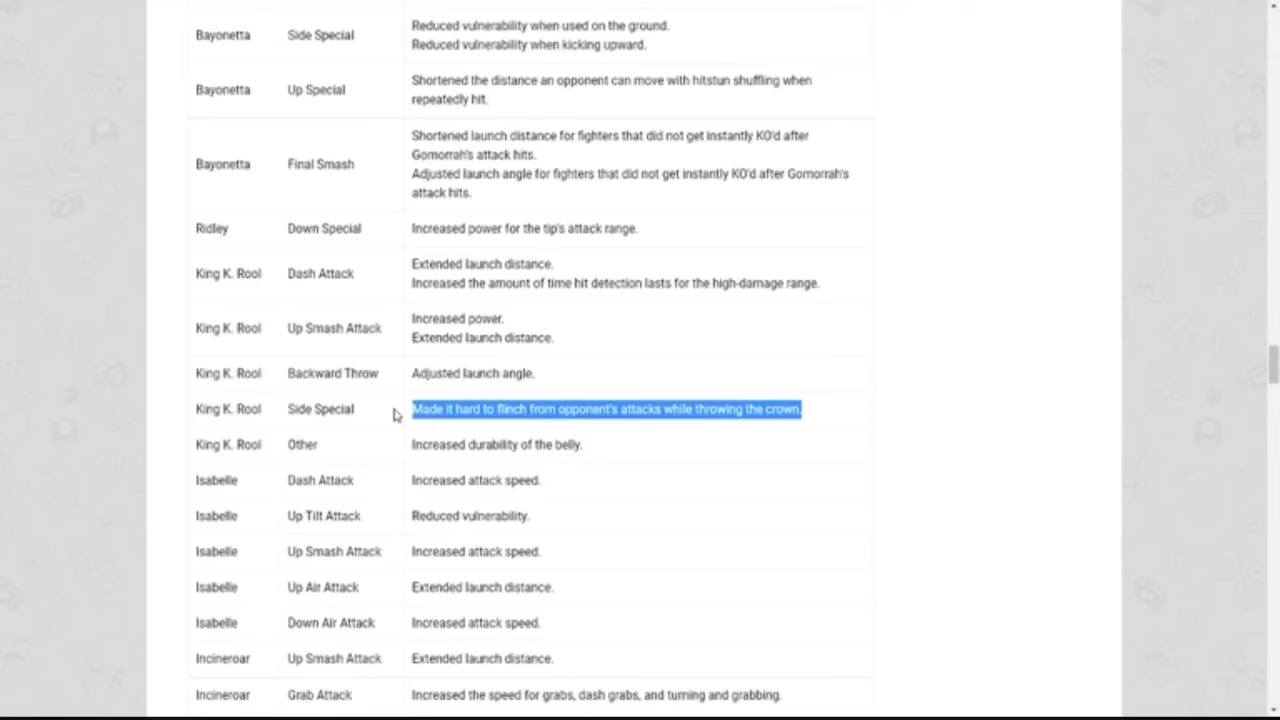 Bayonetta Side Special Reduced vulnerability when used on the ground.
Reduced vulnerability when kicking upward.
Bayonetta Up Special Shortened the distance an opponent can move with hitstun shuffling when
repeatedly hit.
Bayonetta Final Smash Shortened launch distance for fighters that did not get instantly KO'd after
Gomorrah's attack hits.
Adjusted launch angle for fighters that did not get instantly KO'd after Gomorrah's
attack hits.
Ridley Down Special Increased power for the tip's attack range.
King K. Rool Dash Attack Extended launch distance.
Increased the amount of time hit detection lasts for the high-damage range.
King K. Rool Up Smash Attack Increased power.
Extended launch distance.
King K. Rool Backward Throw Adjusted launch angle.
King K. Rool Side Special Made it hard to flinch from opponent's attacks while throwing the crown.
King K. Rool Other Increased durability of the belly.
Isabelle Dash Attack Increased attack speed.
Isabelle Up Tilt Attack Reduced vulnerability.
Isabelle Up Smash Attack Increased attack speed.
Isabelle Up Air Attack Extended launch distance.
Isabelle Down Air Attack Increased attack speed.
Incineroar Up Smash Attack Extended launch distance.
Incineroar Grab Attack Increased the speed for grabs, dash grabs, and turning and grabbing.